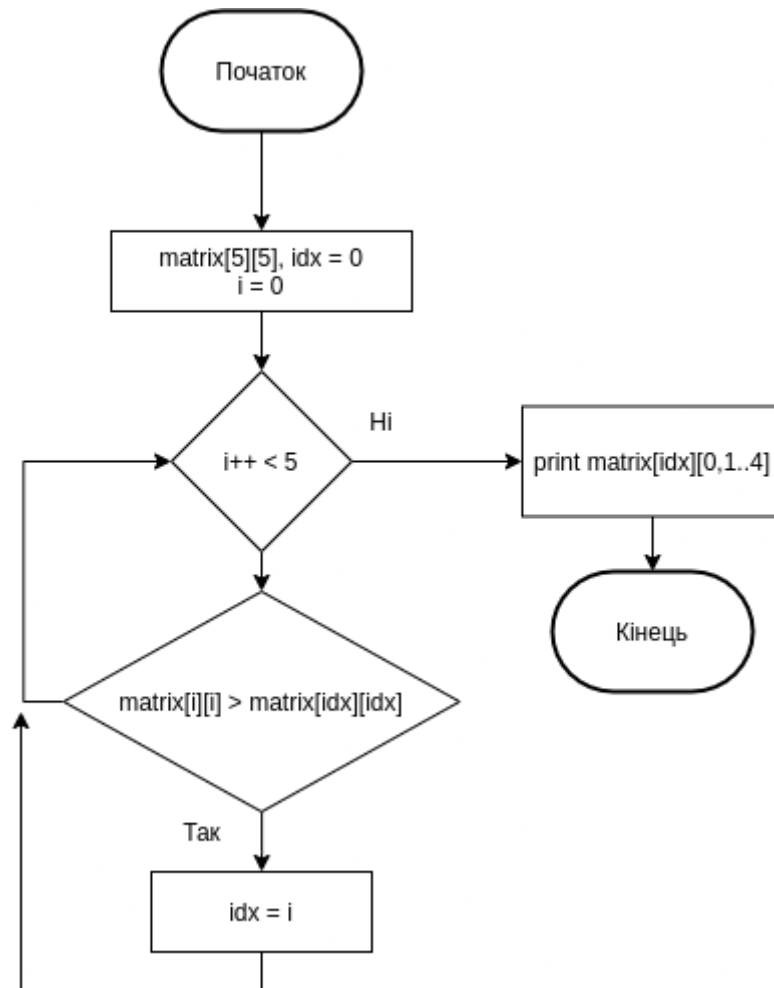 Початок
matrix[5][5], idx = 0
i = 0
i++ < 5
Ні
print matrix[idx][0,1..4]
Кінець
matrix[i][i] > matrix[idx][idx]
Так
idx = i